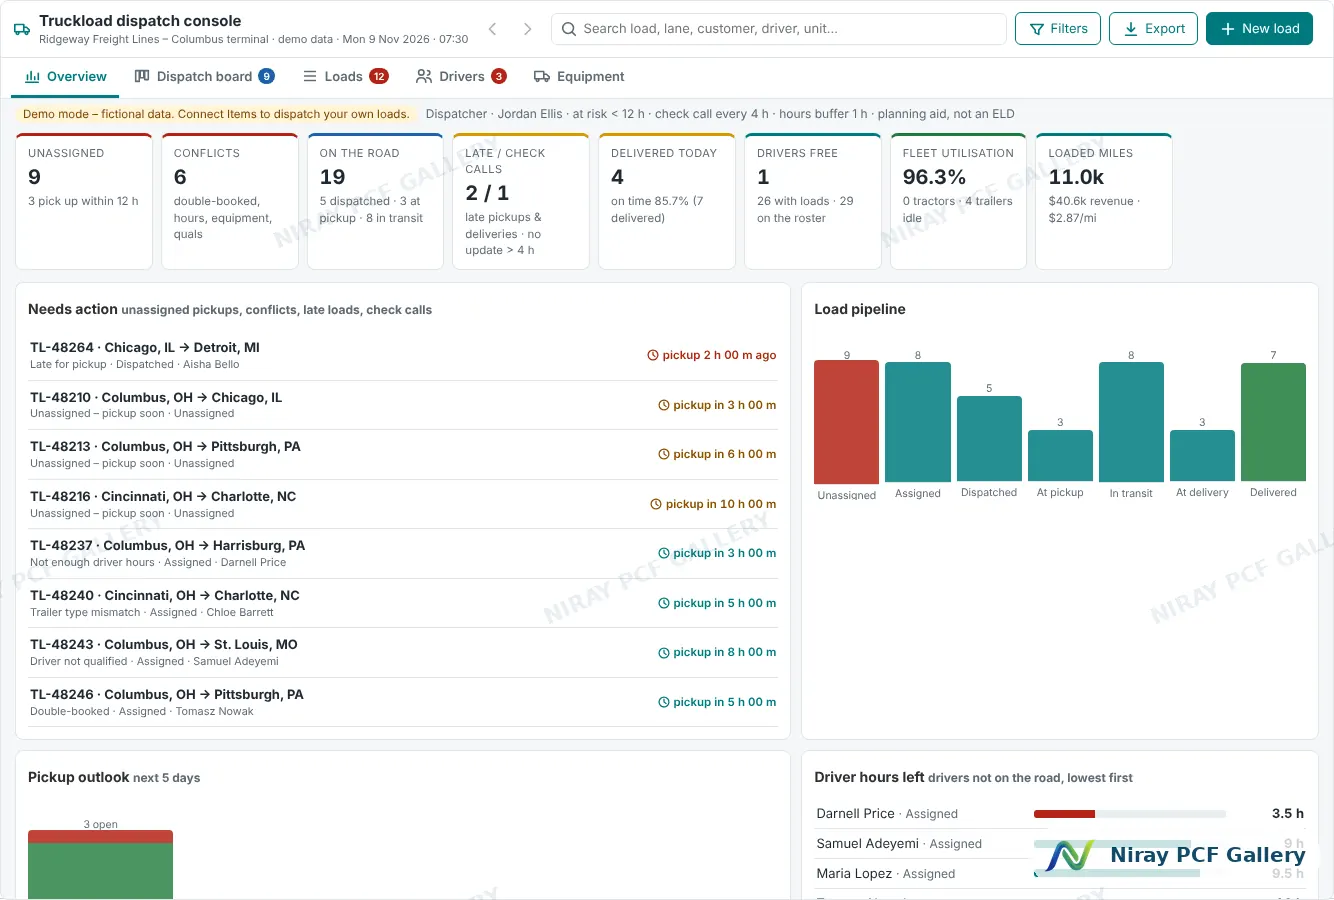 Truckload dispatch console
Ridgeway Freight Lines – Columbus terminal · demo data · Mon 9 Nov 2026 · 07:30
Search load, lane, customer, driver, unit...
Filters
Export
New load
Overview
Dispatch board 9
Loads 12
Drivers 3
Equipment
Demo mode – fictional data. Connect Items to dispatch your own loads.
Dispatcher · Jordan Ellis · at risk < 12 h · check call every 4 h · hours buffer 1 h · planning aid, not an ELD
UNASSIGNED
9
3 pick up within 12 h
CONFLICTS
6
double-booked,
hours, equipment,
quals
ON THE ROAD
19
5 dispatched · 3 at
pickup · 8 in transit
LATE / CHECK
CALLS
2 / 1
late pickups &
deliveries · no
update > 4 h
DELIVERED TODAY
4
on time 85.7% (7
delivered)
DRIVERS FREE
1
26 with loads · 29
on the roster
FLEET UTILISATION
96.3%
0 tractors · 4 trailers
idle
LOADED MILES
11.0k
$40.6k revenue ·
$2.87/mi
Needs action unassigned pickups, conflicts, late loads, check calls
TL-48264 · Chicago, IL → Detroit, MI
Late for pickup · Dispatched · Aisha Bello
pickup 2 h 00 m ago
TL-48210 · Columbus, OH → Chicago, IL
Unassigned – pickup soon · Unassigned
pickup in 3 h 00 m
TL-48213 · Columbus, OH → Pittsburgh, PA
Unassigned – pickup soon · Unassigned
pickup in 6 h 00 m
TL-48216 · Cincinnati, OH → Charlotte, NC
Unassigned – pickup soon · Unassigned
pickup in 10 h 00 m
TL-48237 · Columbus, OH → Harrisburg, PA
Not enough driver hours · Assigned · Darnell Price
pickup in 3 h 00 m
TL-48240 · Cincinnati, OH → Charlotte, NC
Trailer type mismatch · Assigned · Chloe Barrett
pickup in 5 h 00 m
TL-48243 · Columbus, OH → St. Louis, MO
Driver not qualified · Assigned · Samuel Adeyemi
pickup in 8 h 00 m
TL-48246 · Columbus, OH → Pittsburgh, PA
Double-booked · Assigned · Tomasz Nowak
pickup in 5 h 00 m
Load pipeline
9 8 5 3 8 3 7
Unassigned Assigned Dispatched At pickup In transit At delivery Delivered
Pickup outlook next 5 days
3 open
Driver hours left drivers not on the road, lowest first
Darnell Price · Assigned 3.5 h
Samuel Adeyemi · Assigned 9 h
Maria Lopez · Assigned 9.5 h
Niray PCF Gallery
NIRAY PCF GALLERY
NIRAY PCF GALLERY
NIRAY PCF GALLERY